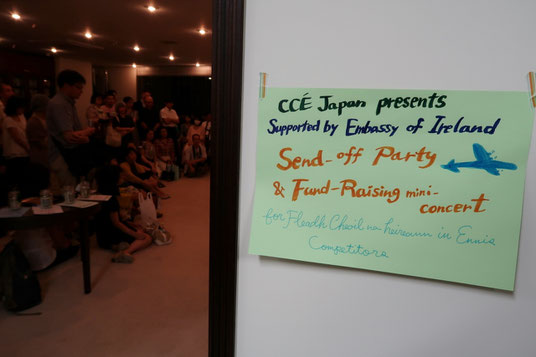 CCÉ Japan presents
Supported by Embassy of Ireland
Send-off Party
& Fund-Raising mini-
concert
for Fleadh Cheoil na hEireann in Ennis
Competitors